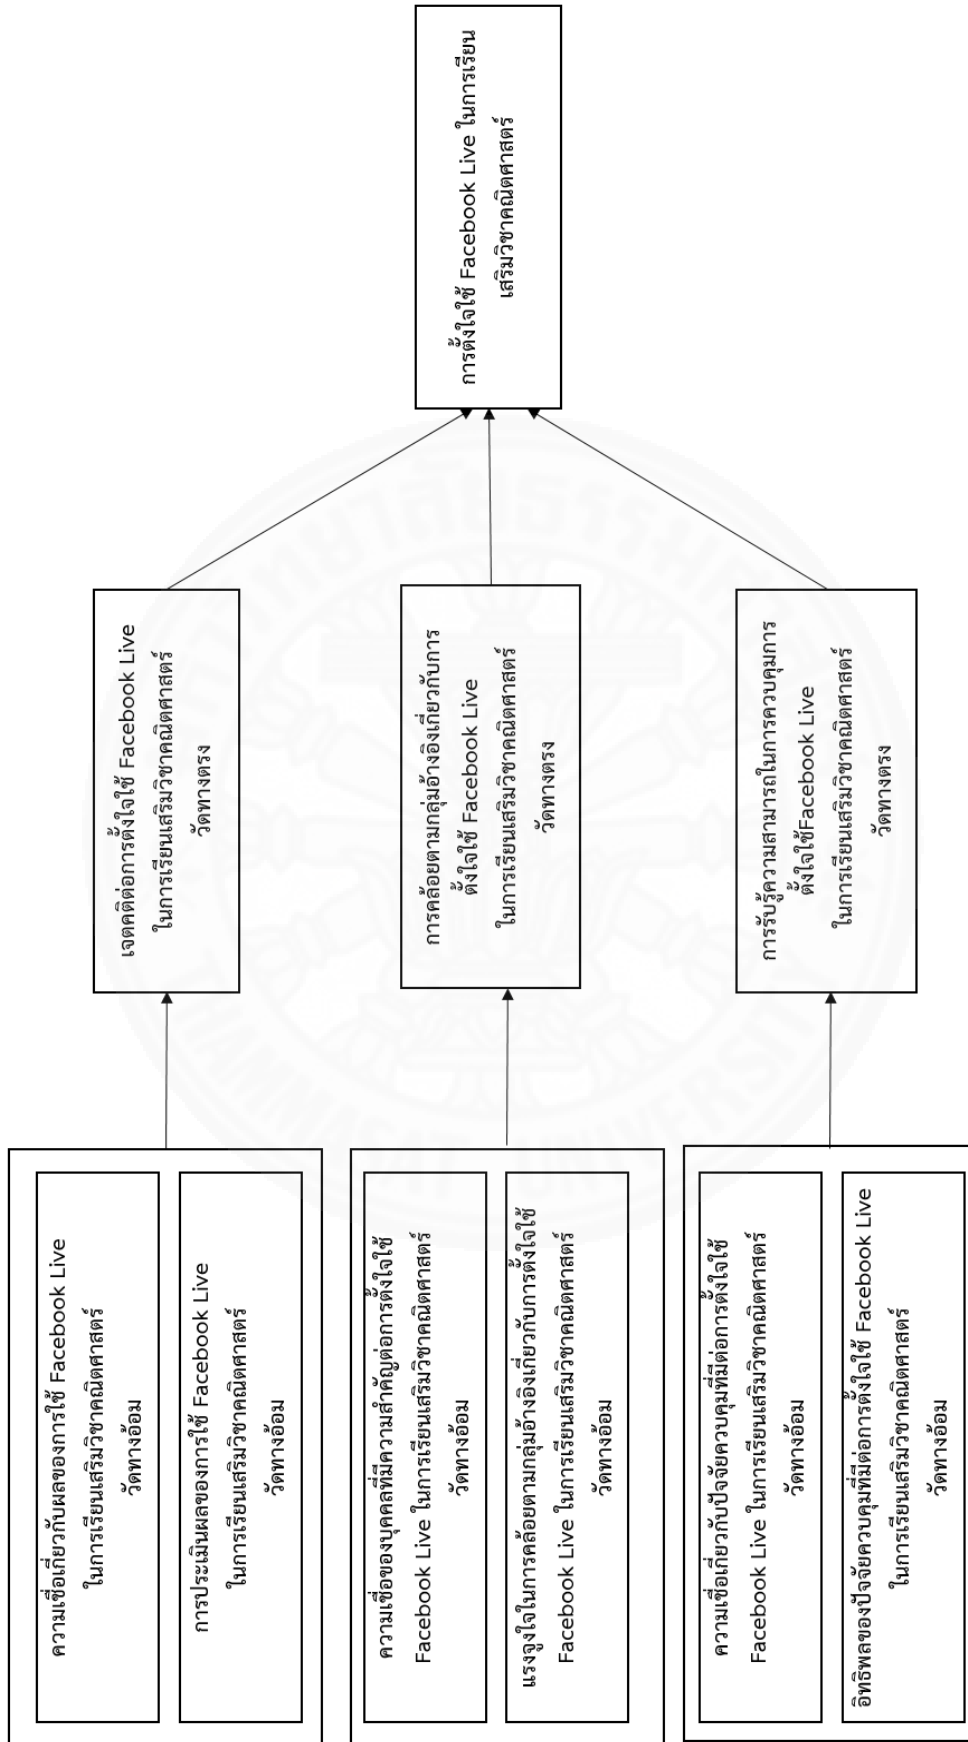 ความเชื่อเกี่ยวกับผลของการใช้ Facebook Live
ในการเรียนเสริมวิชาคณิตศาสตร์
วัดทางอ้อม
การประเมินผลของการใช้ Facebook Live
ในการเรียนเสริมวิชาคณิตศาสตร์
วัดทางอ้อม
ความเชื่อของบุคคลที่มีความสำคัญต่อการตั้งใจใช้
Facebook Live ในการเรียนเสริมวิชาคณิตศาสตร์
วัดทางอ้อม
แรงจูงใจในการคล้อยตามกลุ่มอ้างอิงเกี่ยวกับการตั้งใจใช้
Facebook Live ในการเรียนเสริมวิชาคณิตศาสตร์
วัดทางอ้อม
ความเชื่อเกี่ยวกับปัจจัยควบคุมที่มีต่อการตั้งใจใช้
Facebook Live ในการเรียนเสริมวิชาคณิตศาสตร์
วัดทางอ้อม
อิทธิพลของปัจจัยควบคุมที่มีต่อการตั้งใจใช้ Facebook Live
ในการเรียนเสริมวิชาคณิตศาสตร์
วัดทางอ้อม
เจตคติต่อการตั้งใจใช้ Facebook Live
ในการเรียนเสริมวิชาคณิตศาสตร์
วัดทางตรง
การคล้อยตามกลุ่มอ้างอิงเกี่ยวกับการ
ตั้งใจใช้ Facebook Live
ในการเรียนเสริมวิชาคณิตศาสตร์
วัดทางตรง
การรับรู้ความสามารถในการควบคุมการ
ตั้งใจใช้Facebook Live
ในการเรียนเสริมวิชาคณิตศาสตร์
วัดทางตรง
การตั้งใจใช้ Facebook Live ในการเรียน
เสริมวิชาคณิตศาสตร์
มหาวิทยาลัยธรรมศาสตร์
THAMMASAT UNIVERSITY